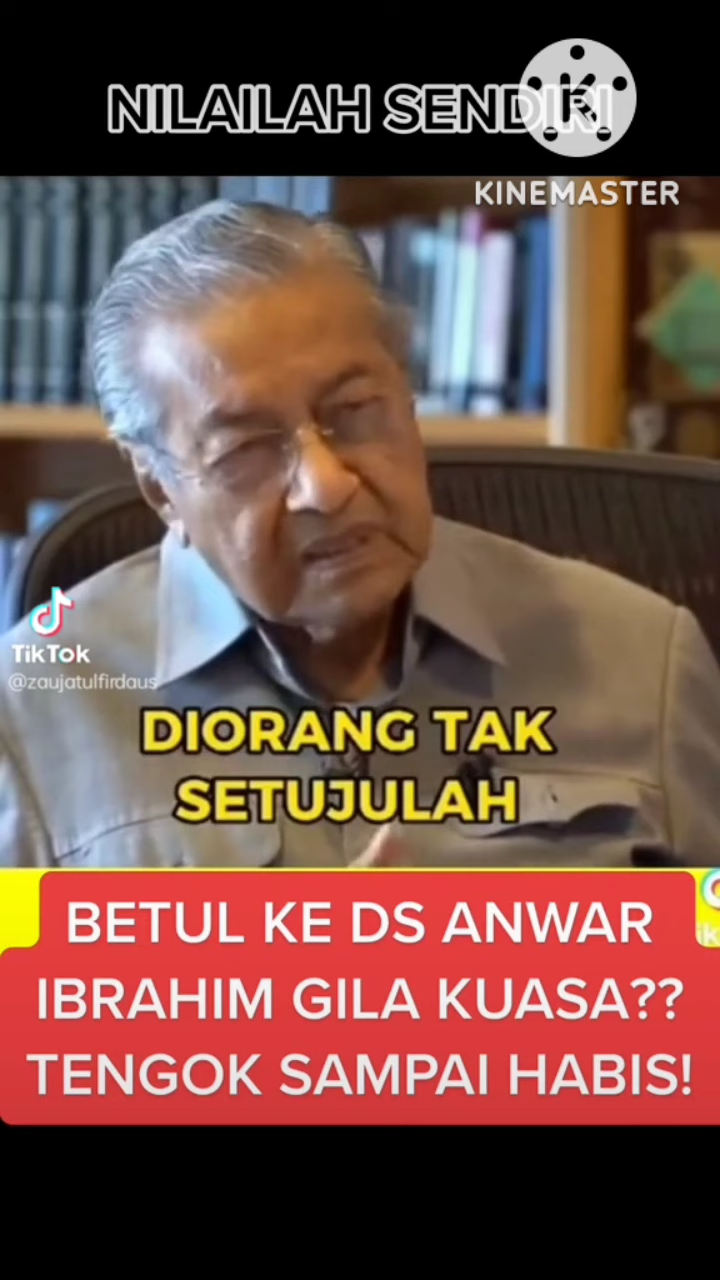 NILAILAH SENDIRI
KINEMASTER
TikTok
@zaujatulfirdaus
DIORANG TAK
SETUJULAH
BETUL KE DS ANWAR
IBRAHIM GILA KUASA??
TENGOK SAMPAI HABIS!